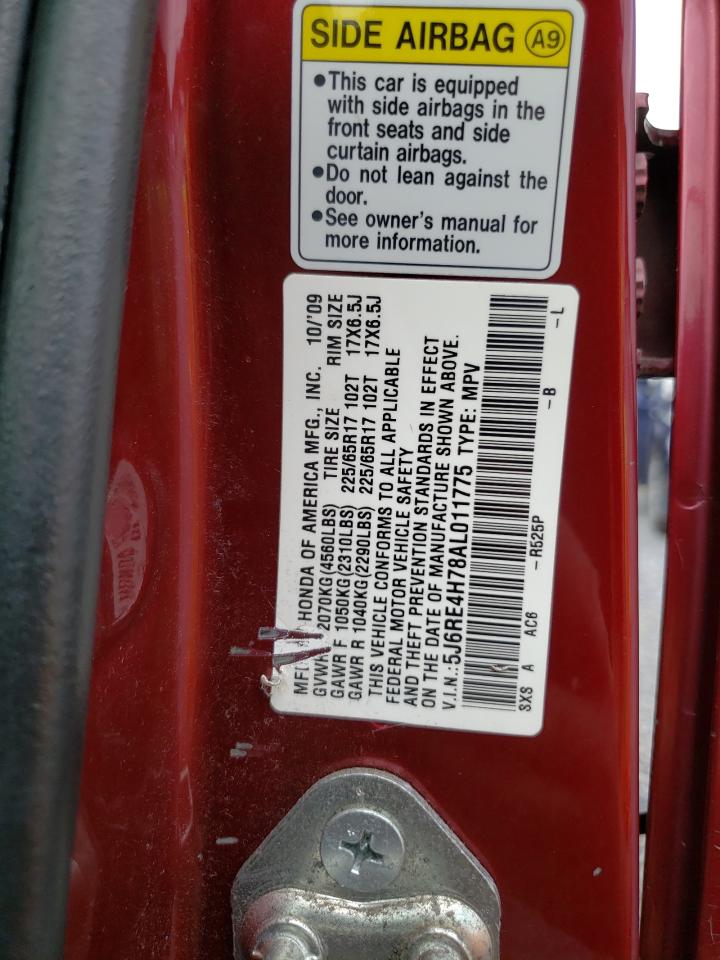 SIDE AIRBAG A9
•This car is equipped
with side airbags in the
front seats and side
curtain airbags.
•Do not lean against the
door.
•See owner's manual for
more information.
HONDA OF AMERICA MFG., INC. 10/'09
2070KG(4560LBS) TIRE SIZE RIM SIZE
GAWR F 1050KG(2310LBS) 225/65R17 102T 17X6.5J
GAWR R 1040KG(2290LBS) 225/65R17 102T 17X6.5J
THIS VEHICLE CONFORMS TO ALL APPLICABLE
FEDERAL MOTOR VEHICLE SAFETY
AND THEFT PREVENTION STANDARDS IN EFFECT
ON THE DATE OF MANUFACTURE SHOWN ABOVE.
V.I.N.:5J6RE4H78AL011775 TYPE: MPV
SXS A AC6 -R525P -B -L